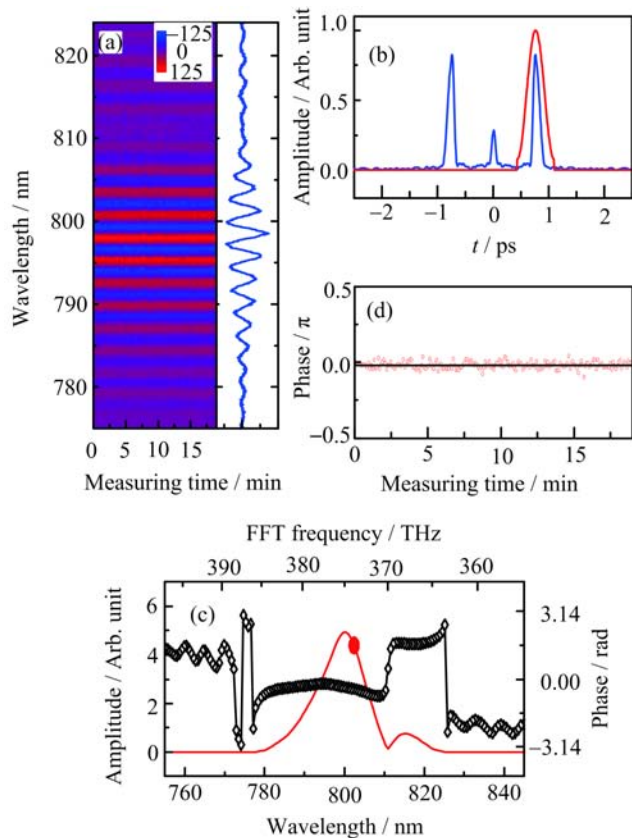 (a)
−125
0
125
820
810
800
790
780
Wavelength / nm
0 5 10 15
Measuring time / min
(b)
1.0
0.5
0.0
Amplitude / Arb. unit
−2 −1 0 1 2
t / ps
(d)
0.5
0.0
−0.5
Phase / π
0 5 10 15
Measuring time / min
FFT frequency / THz
390 380 370 360
(c)
6
4
2
0
Amplitude / Arb. unit
3.14
0.00
−3.14
Phase / rad
760 780 800 820 840
Wavelength / nm